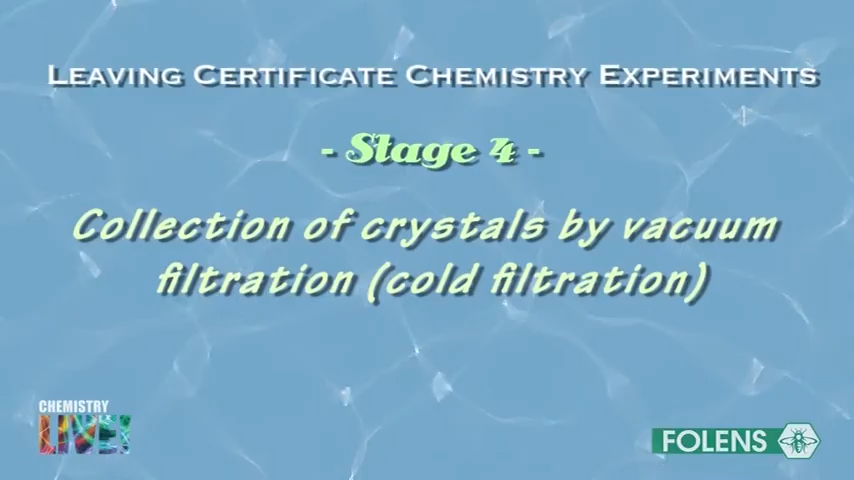 LEAVING CERTIFICATE CHEMISTRY EXPERIMENTS
- Stage 4 -
Collection of crystals by vacuum
filtration (cold filtration)
CHEMISTRY
LIVE!
FOLENS